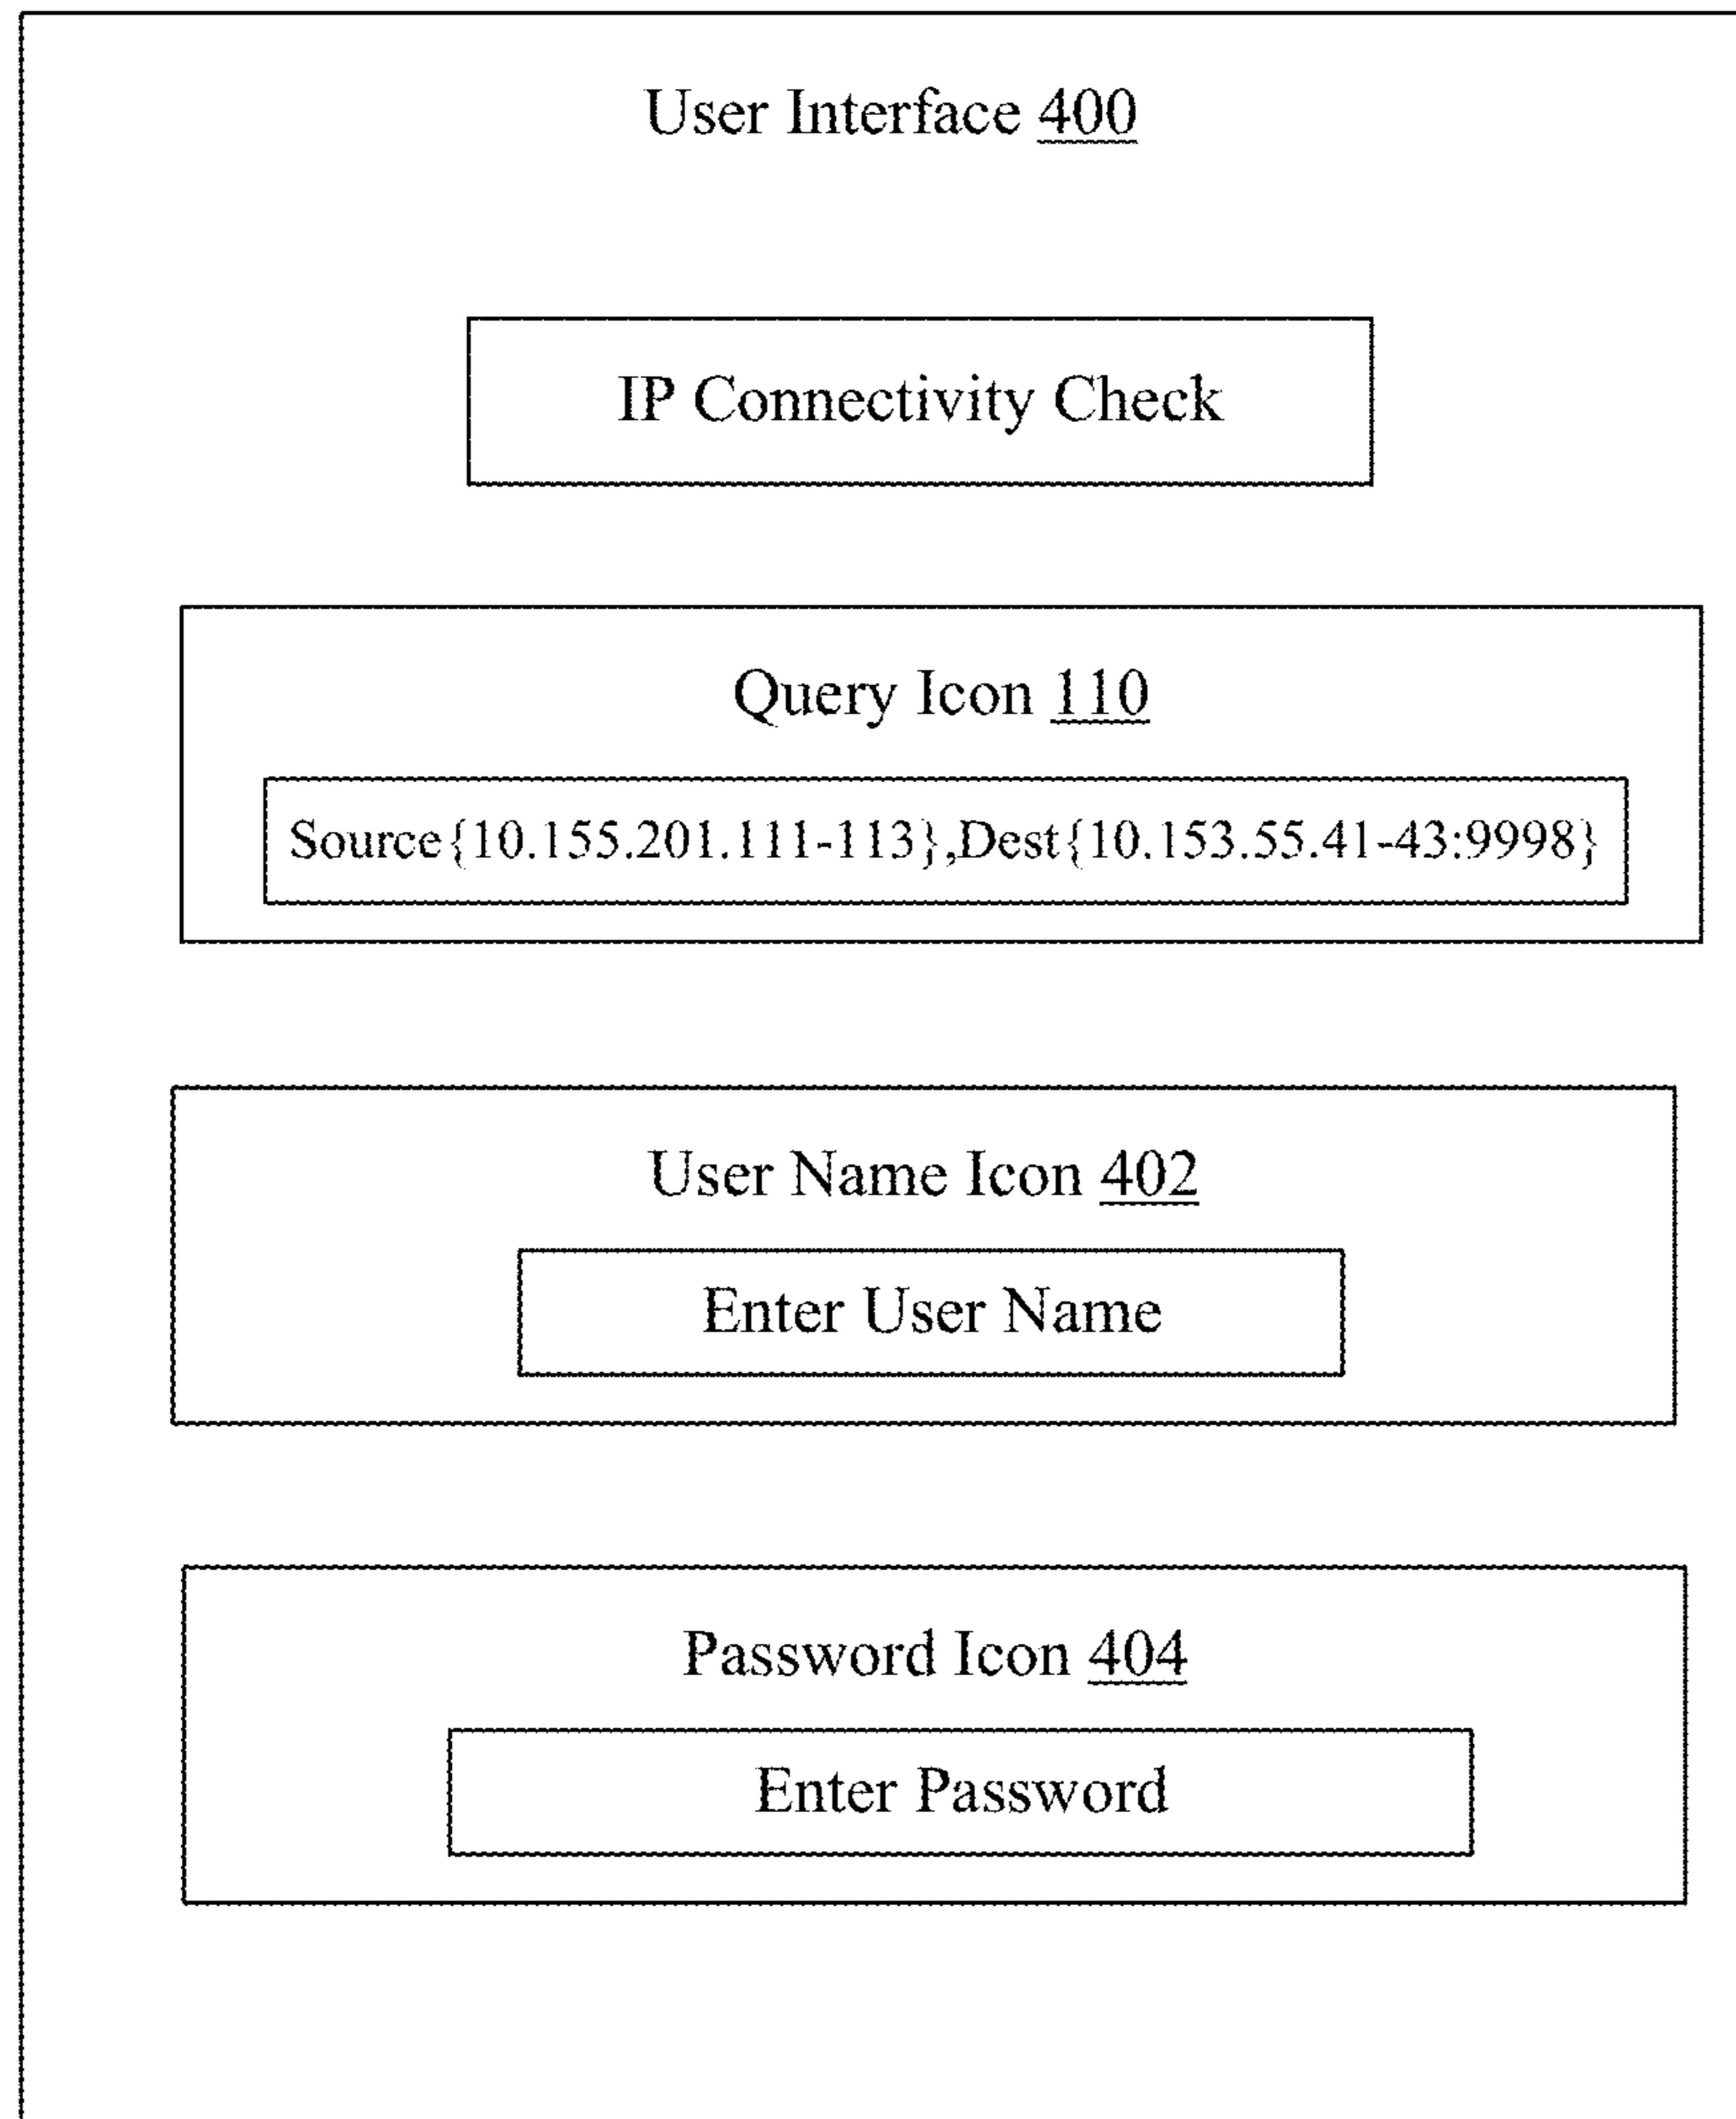 User Interface 400
IP Connectivity Check
Query Icon 110
Source{10.155.201.111-113},Dest{10.153.55.41-43:9998}
User Name Icon 402
Enter User Name
Password Icon 404
Enter Password